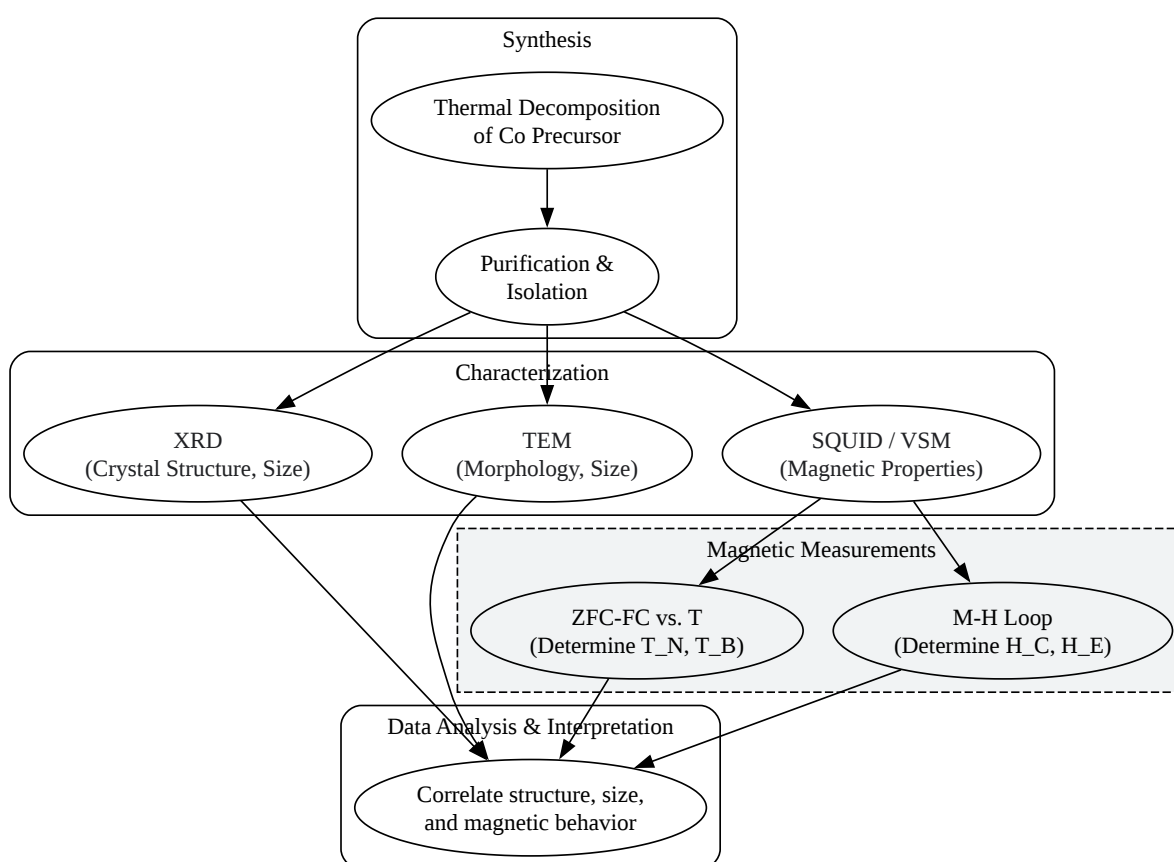 Synthesis
Thermal Decomposition
of Co Precursor
Purification &
Isolation
Characterization
XRD
(Crystal Structure, Size)
TEM
(Morphology, Size)
SQUID / VSM
(Magnetic Properties)
Magnetic Measurements
ZFC-FC vs. T
(Determine T_N, T_B)
M-H Loop
(Determine H_C, H_E)
Data Analysis & Interpretation
Correlate structure, size,
and magnetic behavior